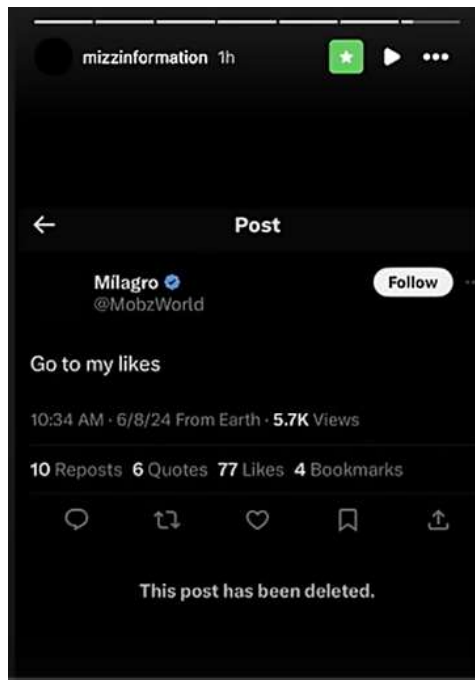 mizzinformation 1h
Post
Mílagro
Follow
@MobzWorld
Go to my likes
10:34 AM · 6/8/24 From Earth · 5.7K Views
10 Reposts 6 Quotes 77 Likes 4 Bookmarks
This post has been deleted.